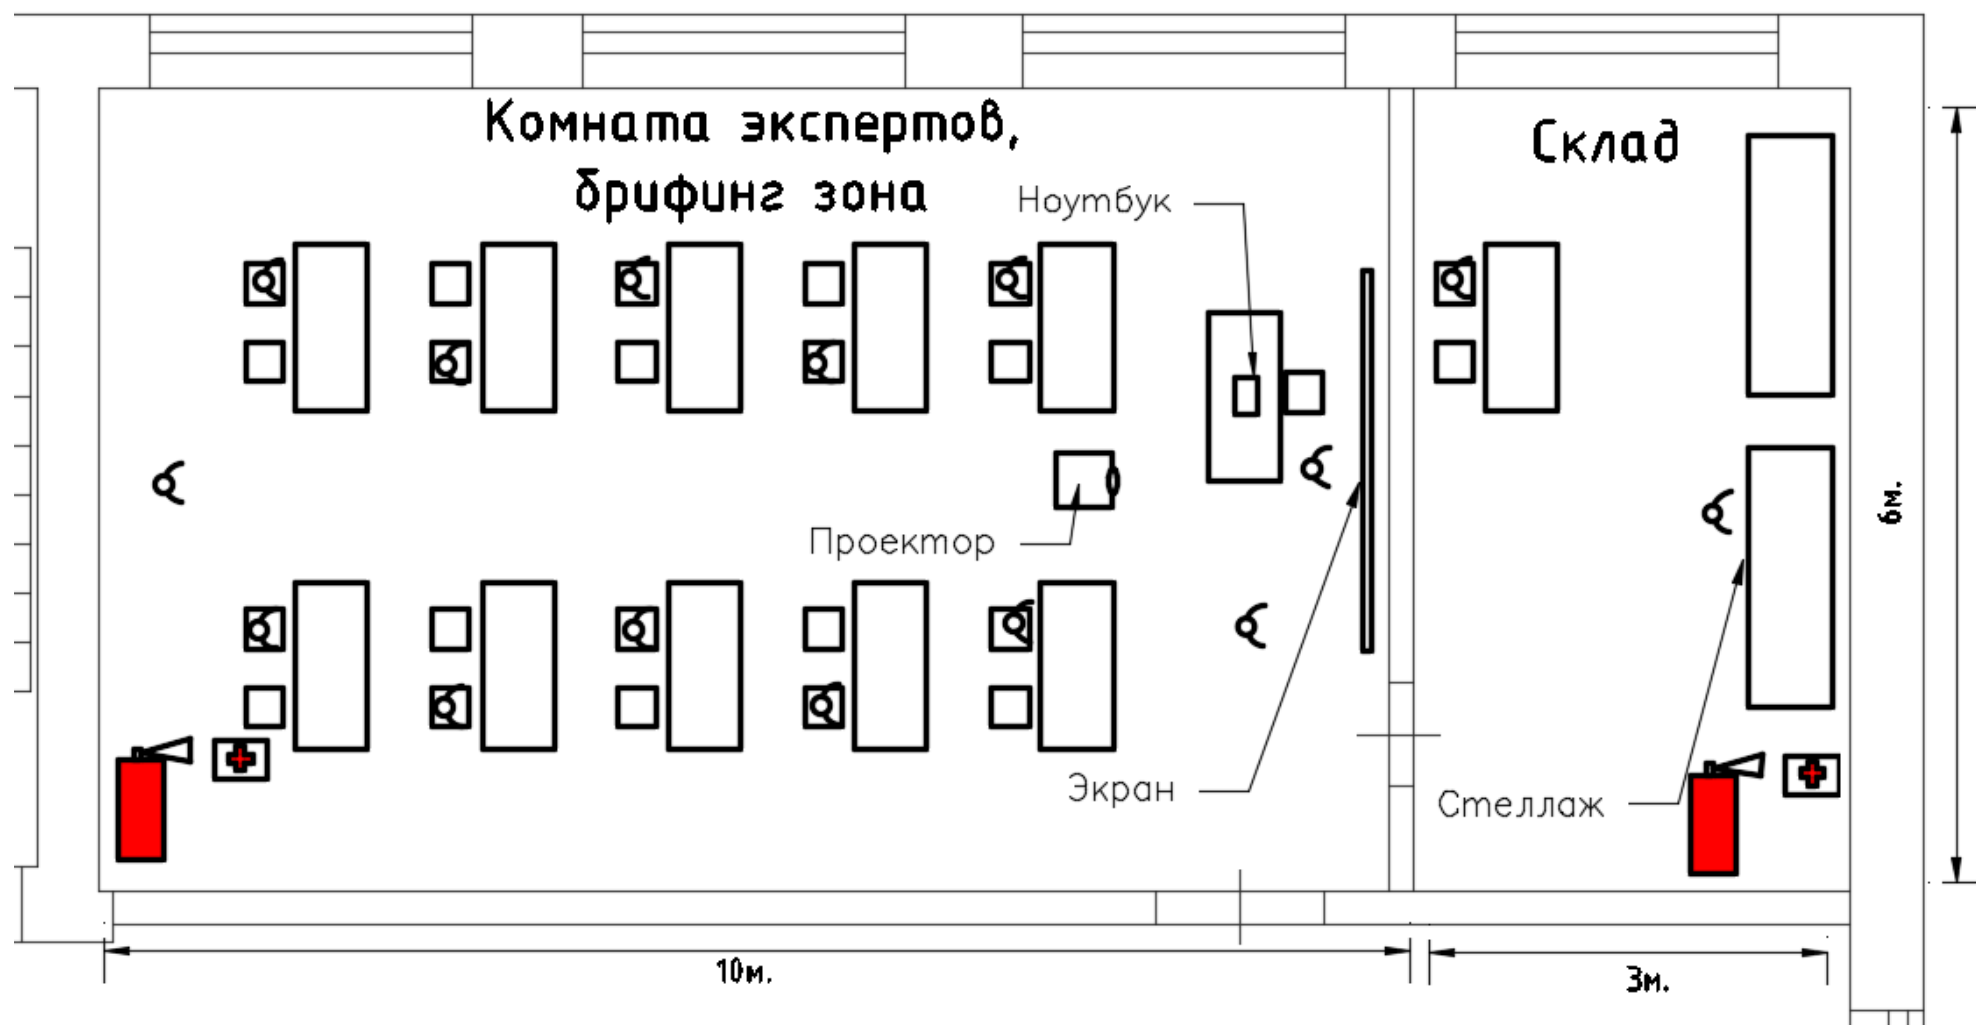 Комната экспертов,
брифинг зона
Склад
Ноутбук
Проектор
Экран
Стеллаж
6м.
10м.
3м.